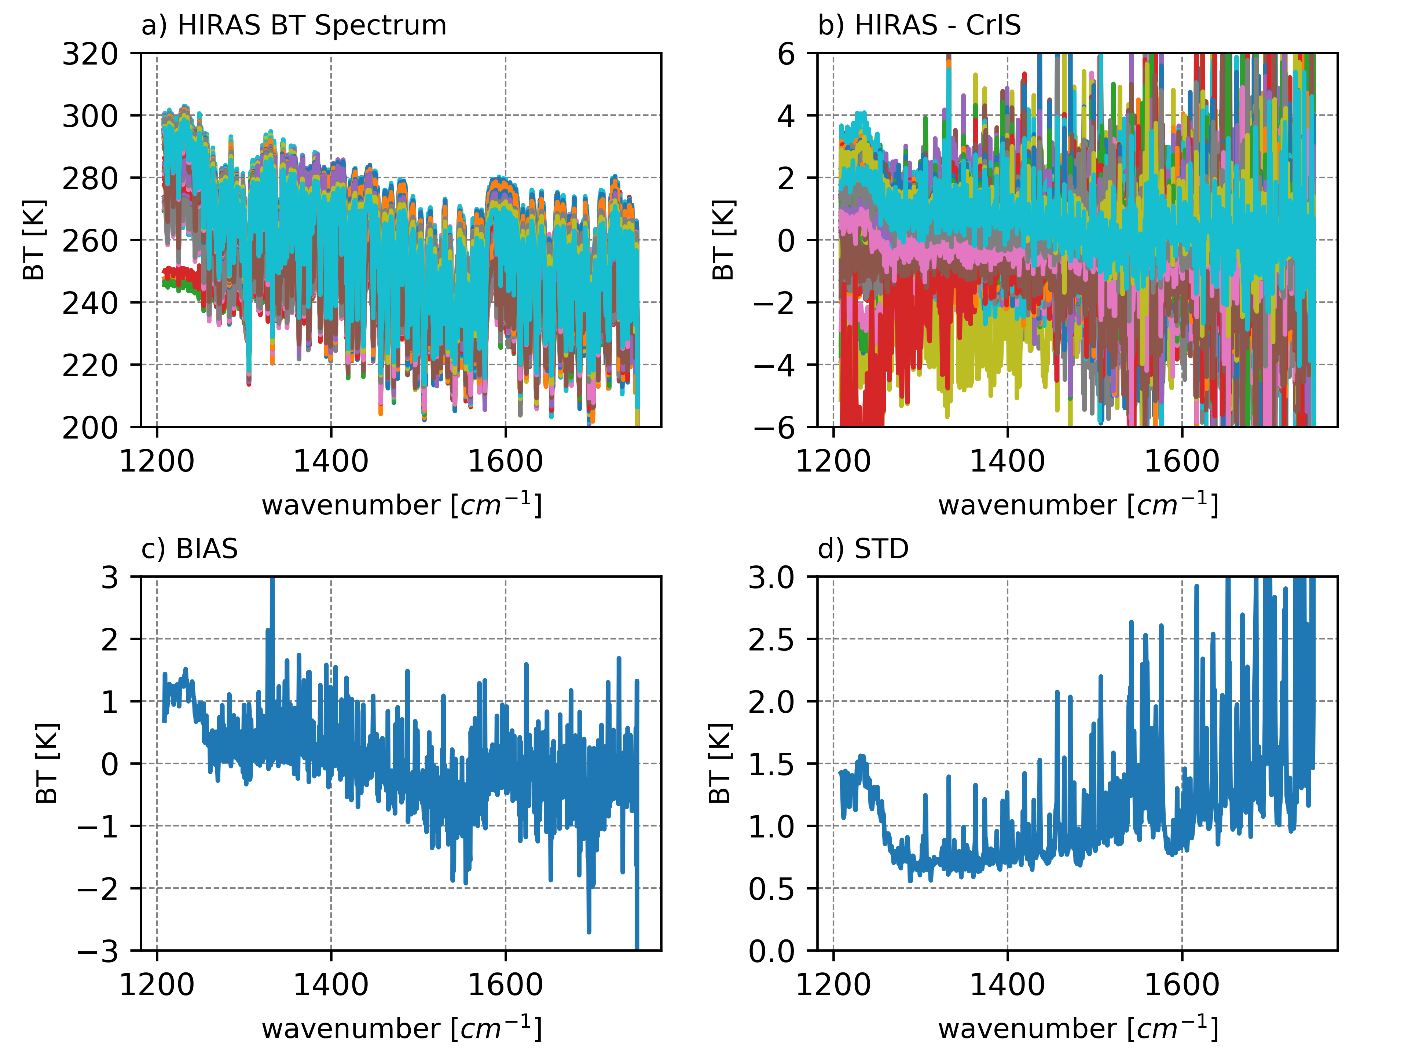 a) HIRAS BT Spectrum
320
300
280
260
240
220
200
BT [K]
1200 1400 1600
wavenumber [cm⁻¹]
b) HIRAS - CrIS
6
4
2
0
−2
−4
−6
BT [K]
1200 1400 1600
wavenumber [cm⁻¹]
c) BIAS
3
2
1
0
−1
−2
−3
BT [K]
1200 1400 1600
wavenumber [cm⁻¹]
d) STD
3.0
2.5
2.0
1.5
1.0
0.5
0.0
BT [K]
1200 1400 1600
wavenumber [cm⁻¹]